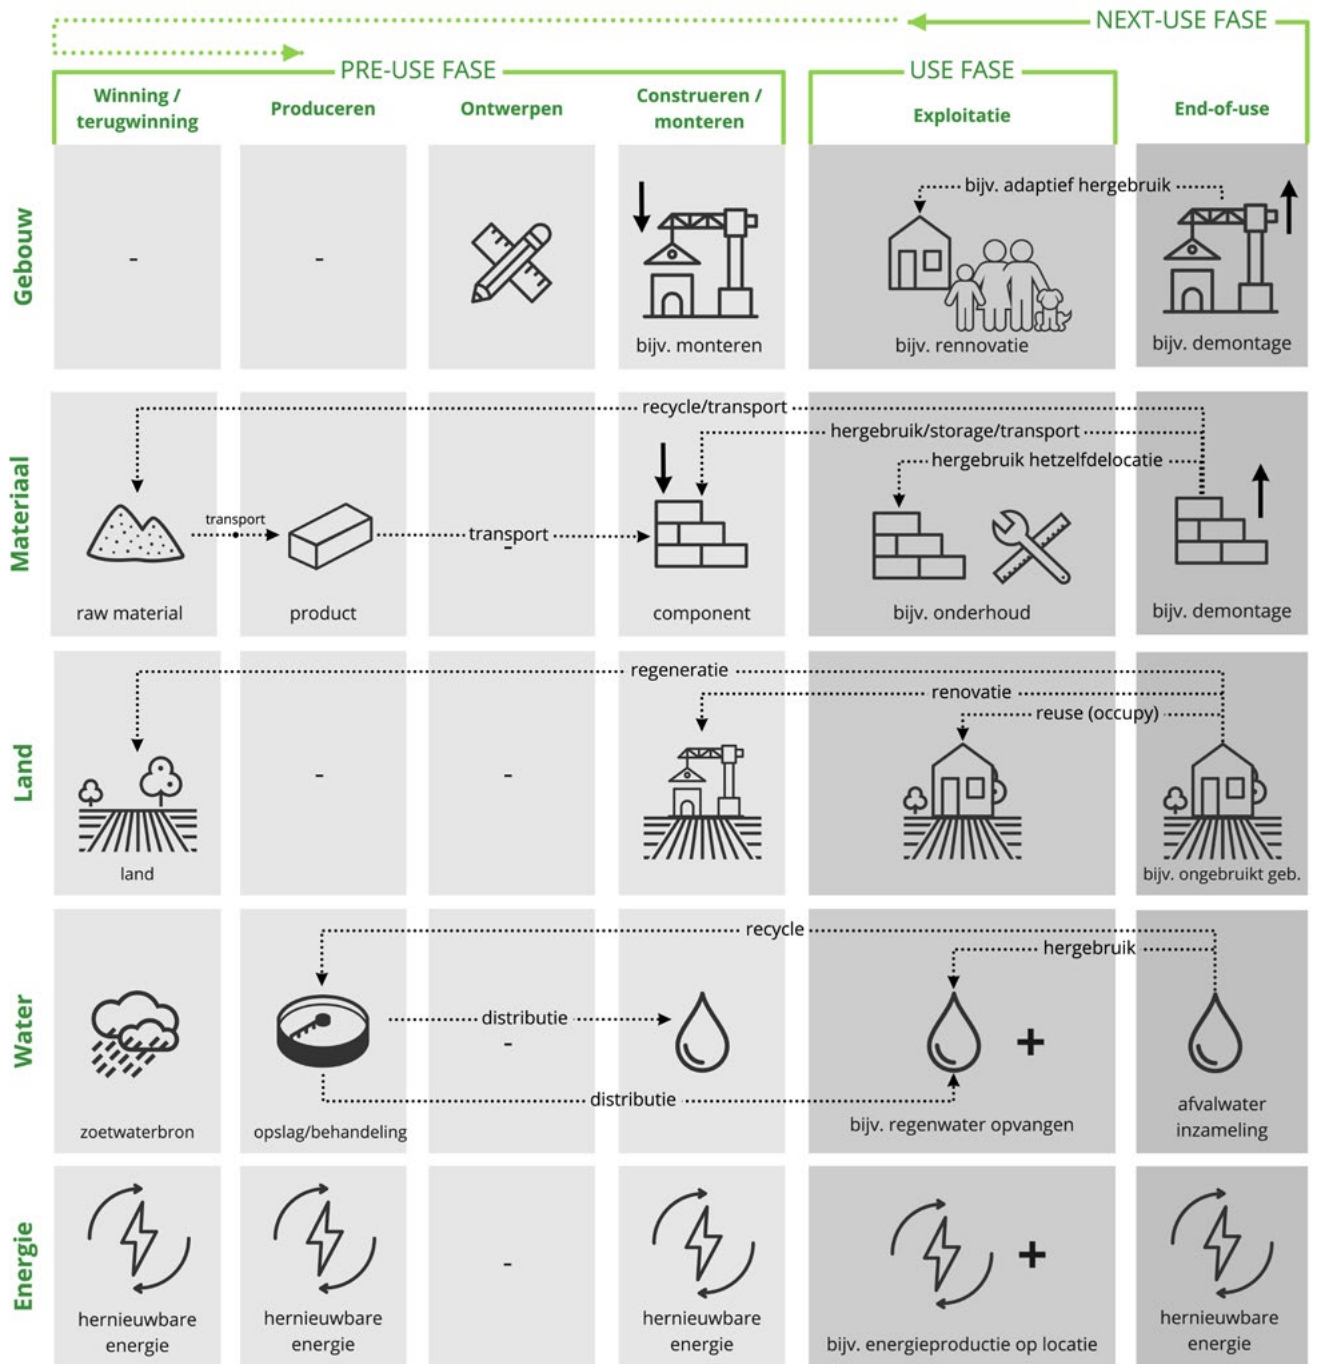 NEXT-USE FASE
PRE-USE FASE
USE FASE
Winning /
terugwinning
Produceren
Ontwerpen
Construeren /
monteren
Exploitatie
End-of-use
Gebouw
-
-
bijv. monteren
bijv. adaptief hergebruik
bijv. rennovatie
bijv. demontage
Materiaal
recycle/transport
hergebruik/storage/transport
hergebruik hetzelfdelocatie
transport
transport
-
raw material
product
component
bijv. onderhoud
bijv. demontage
Land
regeneratie
renovatie
reuse (occupy)
-
-
land
bijv. ongebruikt geb.
Water
recycle
hergebruik
distributie
-
+
distributie
zoetwaterbron
opslag/behandeling
bijv. regenwater opvangen
afvalwater
inzameling
Energie
-
+
hernieuwbare
energie
hernieuwbare
energie
hernieuwbare
energie
bijv. energieproductie op locatie
hernieuwbare
energie